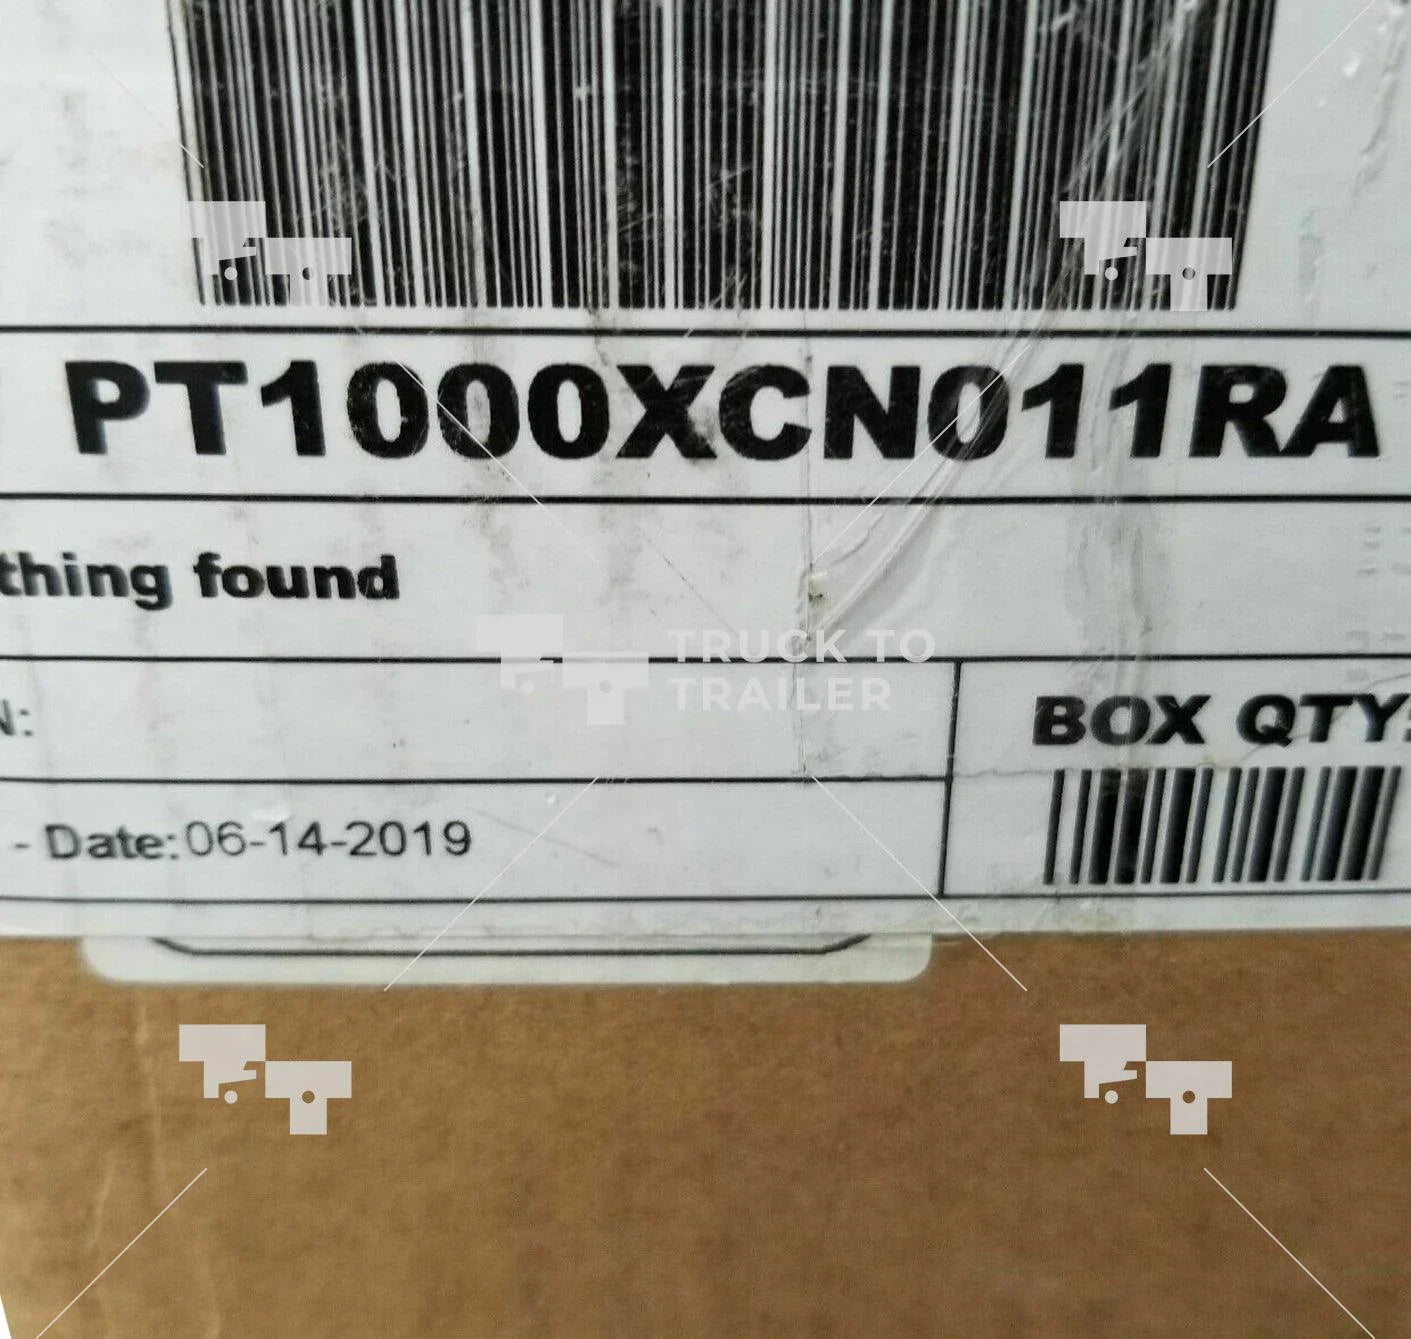 PT1000XCN011RA
thing found
TRUCK TO
TRAILER
N:
BOX QTY:
- Date:06-14-2019